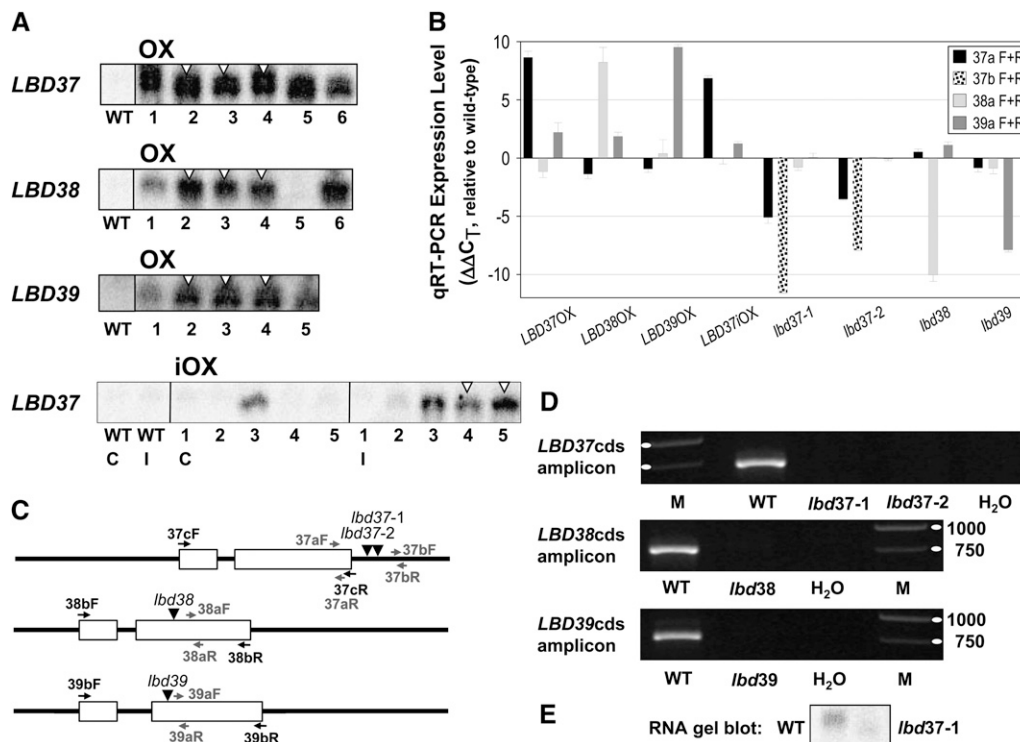 A
OX
LBD37
WT 1 2 3 4 5 6
OX
LBD38
WT 1 2 3 4 5 6
OX
LBD39
WT 1 2 3 4 5
iOX
LBD37
WT WT 1 2 3 4 5 1 2 3 4 5
C I C I
B
qRT-PCR Expression Level
(ΔΔCT, relative to wild-type)
10
5
0
-5
-10
37a F+R
37b F+R
38a F+R
39a F+R
LBD37OX LBD38OX LBD39OX LBD37iOX lbd37-1 lbd37-2 lbd38 lbd39
C
lbd37-1
lbd37-2
37cF 37aF 37bF
37cR 37bR
37aR
lbd38
38bF 38aF
38aR 38bR
lbd39
39bF 39aF
39aR 39bR
D
LBD37cds
amplicon
M WT lbd37-1 lbd37-2 H2O
LBD38cds
amplicon
1000
750
WT lbd38 H2O M
LBD39cds
amplicon
1000
750
WT lbd39 H2O M
E
RNA gel blot: WT lbd37-1